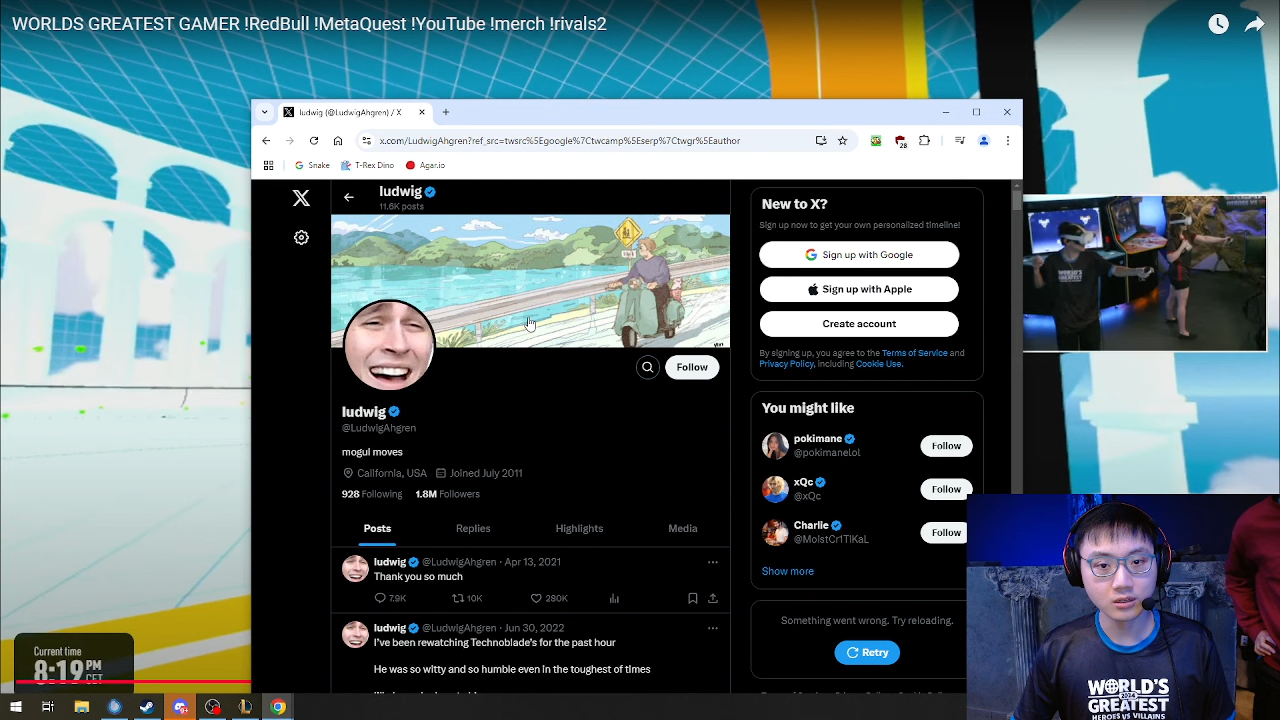 WORLDS GREATEST GAMER !RedBull !MetaQuest !YouTube !merch !rivals2
ludwig (@LudwigAhgren) / X
x.com/LudwigAhgren?ref_src=twsrc%5Egoogle%7Ctwcamp%5Eserp%7Ctwgr%5Eauthor
28
Snake
T-Rex Dino
Agar.io
ludwig
11.6K posts
Follow
ludwig
@LudwigAhgren
mogul moves
California, USA
Joined July 2011
928 Following
1.8M Followers
Posts
Replies
Highlights
Media
ludwig @LudwigAhgren · Apr 13, 2021
Thank you so much
7.9K
10K
280K
ludwig @LudwigAhgren · Jun 30, 2022
I've been rewatching Technoblade's for the past hour
He was so witty and so humble even in the toughest of times
New to X?
Sign up now to get your own personalized timeline!
Sign up with Google
Sign up with Apple
Create account
By signing up, you agree to the Terms of Service and
Privacy Policy, including Cookie Use.
You might like
pokimane
@pokimanelol
Follow
xQc
@xQc
Follow
Charlie
@MoistCr1TiKaL
Follow
Show more
Something went wrong. Try reloading.
Retry
Current time
8:19 PM
CET
WORLD'S
GREATEST
HEROES VS VILLAINS